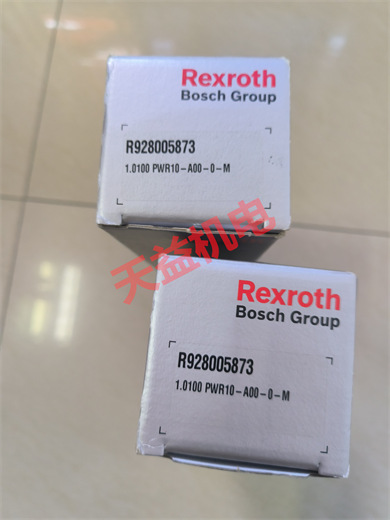 Rexroth
Bosch Group
R928005873
1.0100 PWR10-A00-0-M
天益机电
Rexroth
Bosch Group
R928005873
1.0100 PWR10-A00-0-M